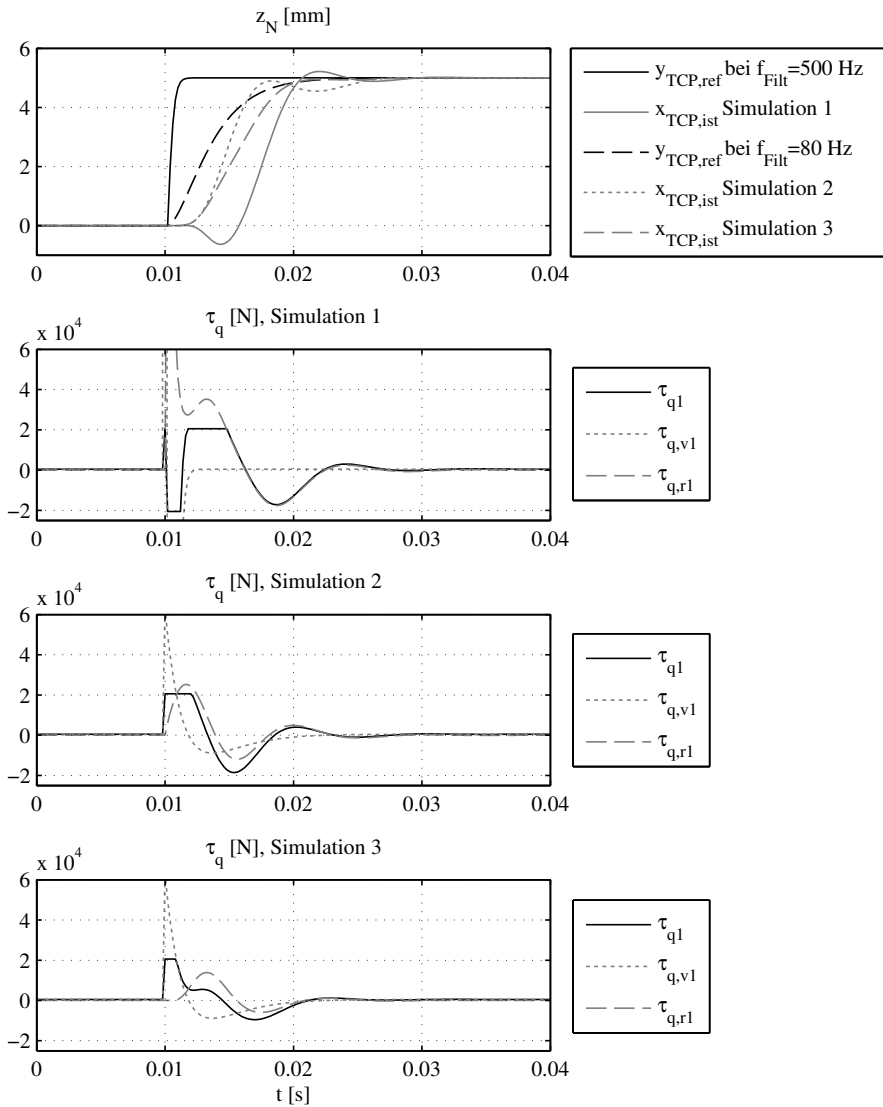 z_N [mm]
6
4
2
0
0 0.01 0.02 0.03 0.04
y_TCP,ref bei f_Filt=500 Hz
x_TCP,ist Simulation 1
y_TCP,ref bei f_Filt=80 Hz
x_TCP,ist Simulation 2
x_TCP,ist Simulation 3
τ_q [N], Simulation 1
x 10^4
6
4
2
0
−2
0 0.01 0.02 0.03 0.04
τ_q1
τ_q,v1
τ_q,r1
τ_q [N], Simulation 2
x 10^4
6
4
2
0
−2
0 0.01 0.02 0.03 0.04
τ_q1
τ_q,v1
τ_q,r1
τ_q [N], Simulation 3
x 10^4
6
4
2
0
−2
0 0.01 0.02 0.03 0.04
t [s]
τ_q1
τ_q,v1
τ_q,r1